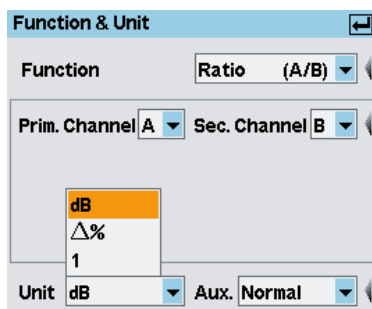 Function & Unit
Function Ratio (A/B)
Prim. Channel A Sec. Channel B
dB
△%
1
Unit dB Aux. Normal